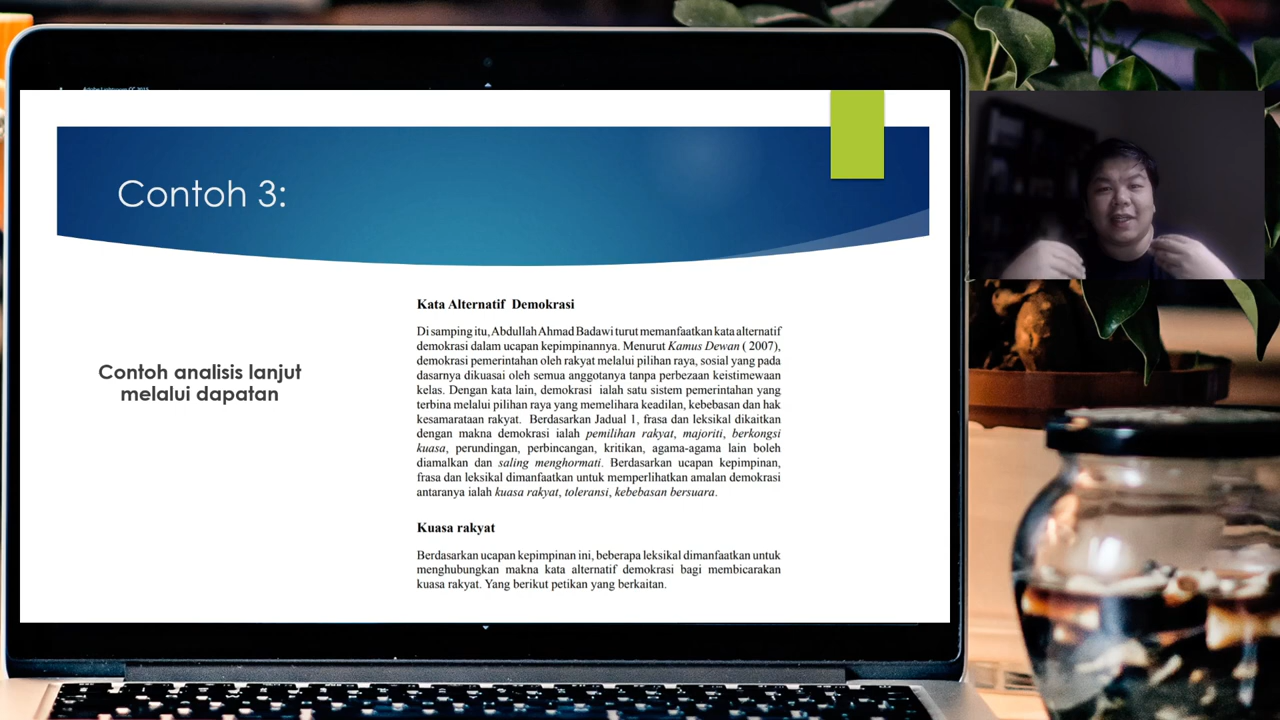 Contoh 3:
Contoh analisis lanjut
melalui dapatan
Kata Alternatif Demokrasi
Di samping itu, Abdullah Ahmad Badawi turut memanfaatkan kata alternatif
demokrasi dalam ucapan kepimpinannya. Menurut Kamus Dewan ( 2007),
demokrasi pemerintahan oleh rakyat melalui pilihan raya, sosial yang pada
dasarnya dikuasai oleh semua anggotanya tanpa perbezaan keistimewaan
kelas. Dengan kata lain, demokrasi ialah satu sistem pemerintahan yang
terbina melalui pilihan raya yang memelihara keadilan, kebebasan dan hak
kesamarataan rakyat. Berdasarkan Jadual 1, frasa dan leksikal dikaitkan
dengan makna demokrasi ialah pemilihan rakyat, majoriti, berkongsi
kuasa, perundingan, perbincangan, kritikan, agama-agama lain boleh
diamalkan dan saling menghormati. Berdasarkan ucapan kepimpinan,
frasa dan leksikal dimanfaatkan untuk memperlihatkan amalan demokrasi
antaranya ialah kuasa rakyat, toleransi, kebebasan bersuara.
Kuasa rakyat
Berdasarkan ucapan kepimpinan ini, beberapa leksikal dimanfaatkan untuk
menghubungkan makna kata alternatif demokrasi bagi membicarakan
kuasa rakyat. Yang berikut petikan yang berkaitan.